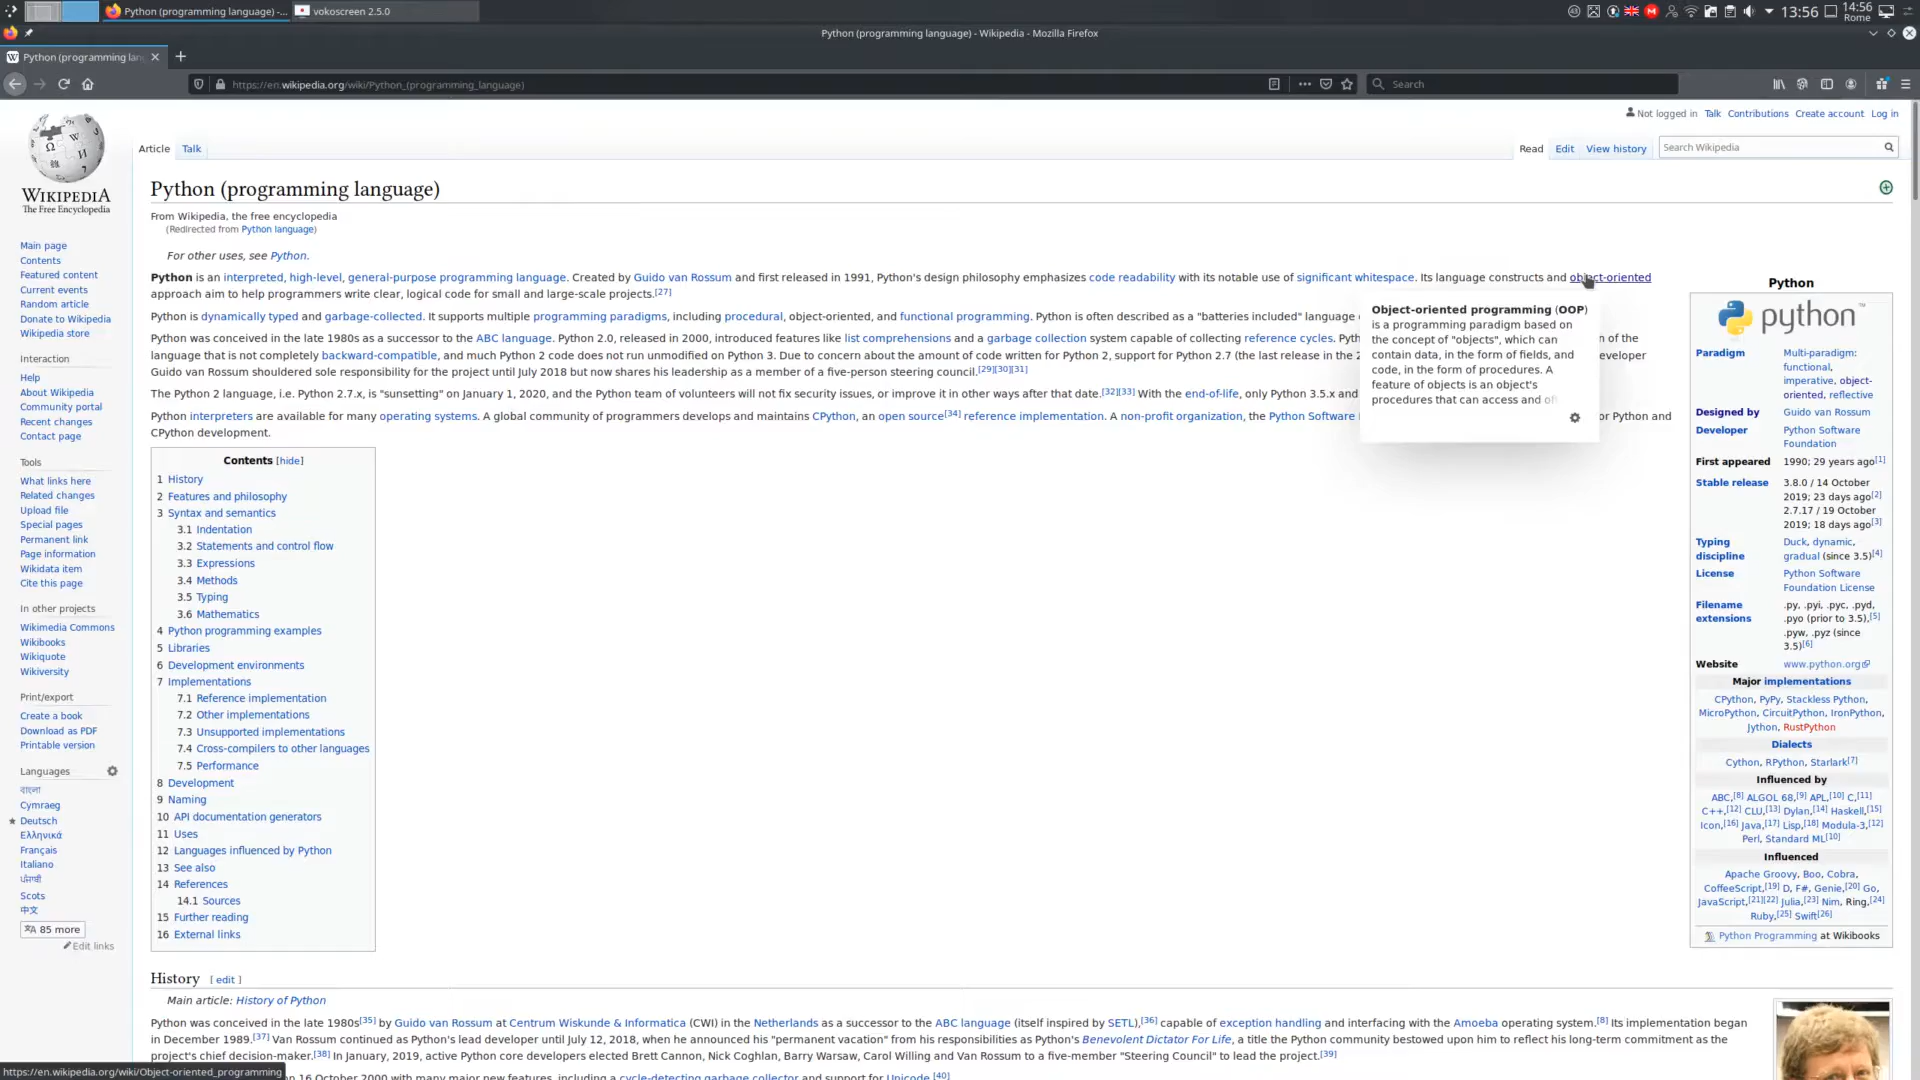 Python (programming language) -...
vokoscreen 2.5.0
13:56
14:56
Rome
Python (programming language) - Wikipedia - Mozilla Firefox
Python (programming lan
https://en.wikipedia.org/wiki/Python_(programming_language)
Search
Not logged in Talk Contributions Create account Log in
Article Talk
Read Edit View history
Search Wikipedia
WIKIPEDIA
The Free Encyclopedia
Main page
Contents
Featured content
Current events
Random article
Donate to Wikipedia
Wikipedia store
Interaction
Help
About Wikipedia
Community portal
Recent changes
Contact page
Tools
What links here
Related changes
Upload file
Special pages
Permanent link
Page information
Wikidata item
Cite this page
In other projects
Wikimedia Commons
Wikibooks
Wikiquote
Wikiversity
Print/export
Create a book
Download as PDF
Printable version
Languages
বাংলা
Cymraeg
Deutsch
Ελληνικά
Français
Italiano
ਪੰਜਾਬੀ
Scots
中文
85 more
Edit links
Python (programming language)
From Wikipedia, the free encyclopedia
(Redirected from Python language)
For other uses, see Python.
Python is an interpreted, high-level, general-purpose programming language. Created by Guido van Rossum and first released in 1991, Python's design philosophy emphasizes code readability with its notable use of significant whitespace. Its language constructs and object-oriented
approach aim to help programmers write clear, logical code for small and large-scale projects.[27]
Python is dynamically typed and garbage-collected. It supports multiple programming paradigms, including procedural, object-oriented, and functional programming. Python is often described as a "batteries included" language
Python was conceived in the late 1980s as a successor to the ABC language. Python 2.0, released in 2000, introduced features like list comprehensions and a garbage collection system capable of collecting reference cycles. Pyth n of the
language that is not completely backward-compatible, and much Python 2 code does not run unmodified on Python 3. Due to concern about the amount of code written for Python 2, support for Python 2.7 (the last release in the 2 eveloper
Guido van Rossum shouldered sole responsibility for the project until July 2018 but now shares his leadership as a member of a five-person steering council.[29][30][31]
The Python 2 language, i.e. Python 2.7.x, is "sunsetting" on January 1, 2020, and the Python team of volunteers will not fix security issues, or improve it in other ways after that date.[32][33] With the end-of-life, only Python 3.5.x and
Python interpreters are available for many operating systems. A global community of programmers develops and maintains CPython, an open source[34] reference implementation. A non-profit organization, the Python Software or Python and
CPython development.
Object-oriented programming (OOP)
is a programming paradigm based on
the concept of "objects", which can
contain data, in the form of fields, and
code, in the form of procedures. A
feature of objects is an object's
procedures that can access and of
Contents [hide]
1 History
2 Features and philosophy
3 Syntax and semantics
3.1 Indentation
3.2 Statements and control flow
3.3 Expressions
3.4 Methods
3.5 Typing
3.6 Mathematics
4 Python programming examples
5 Libraries
6 Development environments
7 Implementations
7.1 Reference implementation
7.2 Other implementations
7.3 Unsupported implementations
7.4 Cross-compilers to other languages
7.5 Performance
8 Development
9 Naming
10 API documentation generators
11 Uses
12 Languages influenced by Python
13 See also
14 References
14.1 Sources
15 Further reading
16 External links
Python
python™
Paradigm Multi-paradigm:
functional,
imperative, object-
oriented, reflective
Designed by Guido van Rossum
Developer Python Software
Foundation
First appeared 1990; 29 years ago[1]
Stable release 3.8.0 / 14 October
2019; 23 days ago[2]
2.7.17 / 19 October
2019; 18 days ago[3]
Typing Duck, dynamic,
discipline gradual (since 3.5)[4]
License Python Software
Foundation License
Filename .py, .pyi, .pyc, .pyd,
extensions .pyo (prior to 3.5),[5]
.pyw, .pyz (since
3.5)[6]
Website www.python.org
Major implementations
CPython, PyPy, Stackless Python,
MicroPython, CircuitPython, IronPython,
Jython, RustPython
Dialects
Cython, RPython, Starlark[7]
Influenced by
ABC,[8] ALGOL 68,[9] APL,[10] C,[11]
C++,[12] CLU,[13] Dylan,[14] Haskell,[15]
Icon,[16] Java,[17] Lisp,[18] Modula-3,[12]
Perl, Standard ML[10]
Influenced
Apache Groovy, Boo, Cobra,
CoffeeScript,[19] D, F#, Genie,[20] Go,
JavaScript,[21][22] Julia,[23] Nim, Ring,[24]
Ruby,[25] Swift[26]
Python Programming at Wikibooks
History [ edit ]
Main article: History of Python
Python was conceived in the late 1980s[35] by Guido van Rossum at Centrum Wiskunde & Informatica (CWI) in the Netherlands as a successor to the ABC language (itself inspired by SETL),[36] capable of exception handling and interfacing with the Amoeba operating system.[8] Its implementation began
in December 1989.[37] Van Rossum continued as Python's lead developer until July 12, 2018, when he announced his "permanent vacation" from his responsibilities as Python's Benevolent Dictator For Life, a title the Python community bestowed upon him to reflect his long-term commitment as the
project's chief decision-maker.[38] In January, 2019, active Python core developers elected Brett Cannon, Nick Coghlan, Barry Warsaw, Carol Willing and Van Rossum to a five-member "Steering Council" to lead the project.[39]
n 16 October 2000 with many major new features, including a cycle-detecting garbage collector and support for Unicode.[40]
https://en.wikipedia.org/wiki/Object-oriented_programming